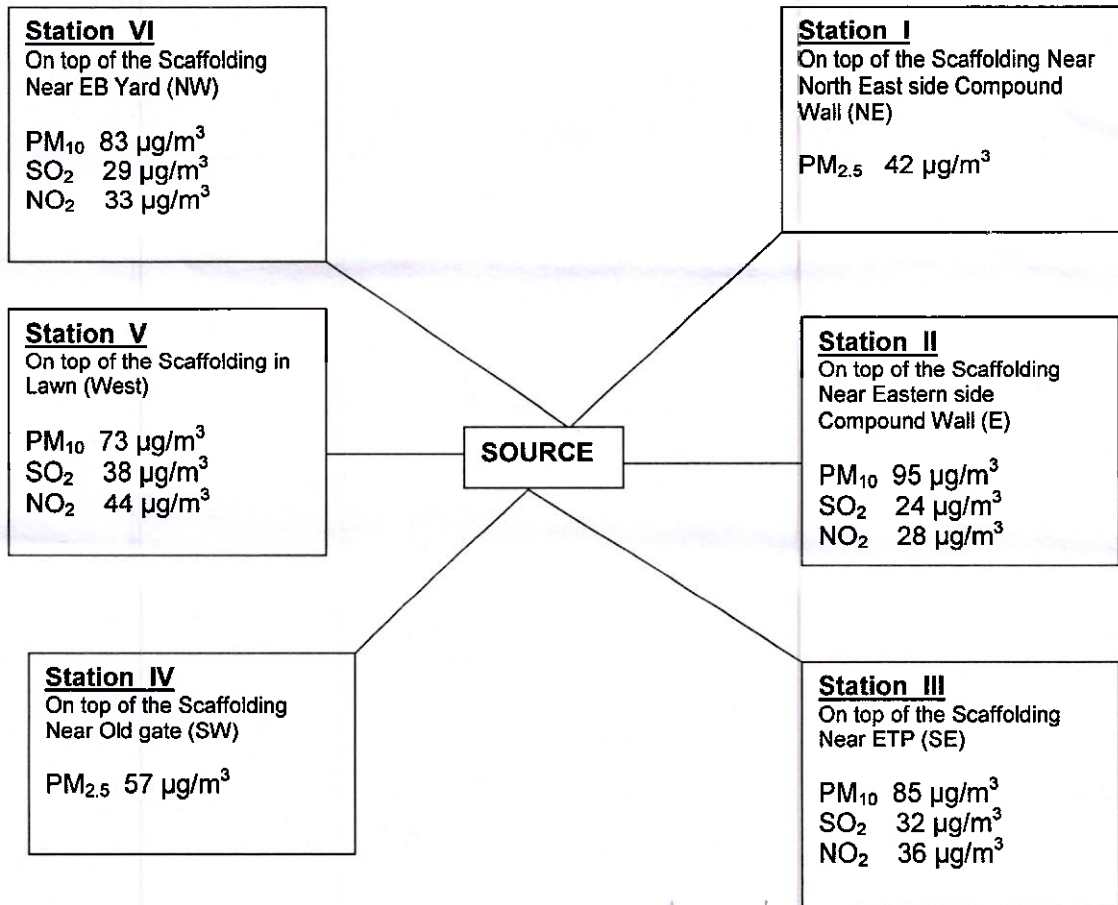 Station VI
On top of the Scaffolding
Near EB Yard (NW)
PM₁₀ 83 µg/m³
SO₂ 29 µg/m³
NO₂ 33 µg/m³
Station I
On top of the Scaffolding Near
North East side Compound
Wall (NE)
PM₂.₅ 42 µg/m³
Station V
On top of the Scaffolding in
Lawn (West)
PM₁₀ 73 µg/m³
SO₂ 38 µg/m³
NO₂ 44 µg/m³
SOURCE
Station II
On top of the Scaffolding
Near Eastern side
Compound Wall (E)
PM₁₀ 95 µg/m³
SO₂ 24 µg/m³
NO₂ 28 µg/m³
Station IV
On top of the Scaffolding
Near Old gate (SW)
PM₂.₅ 57 µg/m³
Station III
On top of the Scaffolding
Near ETP (SE)
PM₁₀ 85 µg/m³
SO₂ 32 µg/m³
NO₂ 36 µg/m³